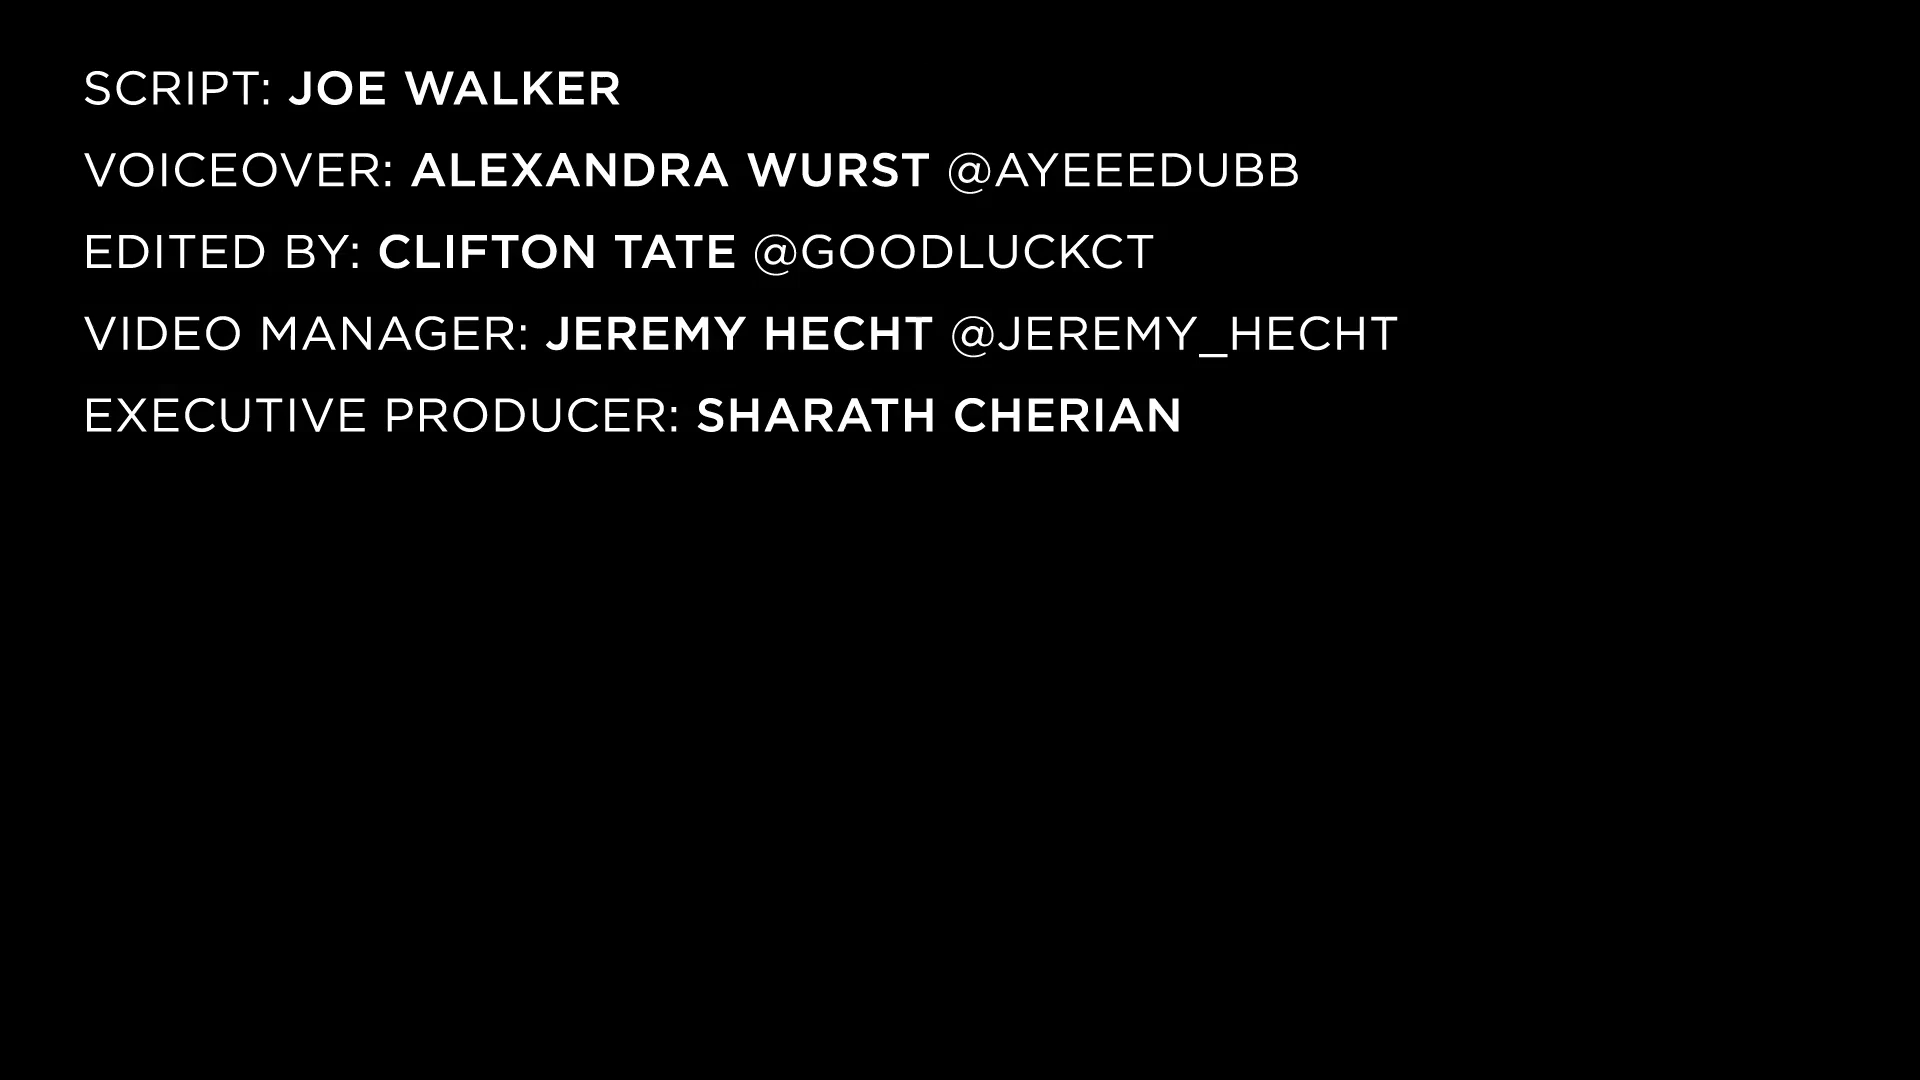 SCRIPT: JOE WALKER
VOICEOVER: ALEXANDRA WURST @AYEEEDUBB
EDITED BY: CLIFTON TATE @GOODLUCKCT
VIDEO MANAGER: JEREMY HECHT @JEREMY_HECHT
EXECUTIVE PRODUCER: SHARATH CHERIAN